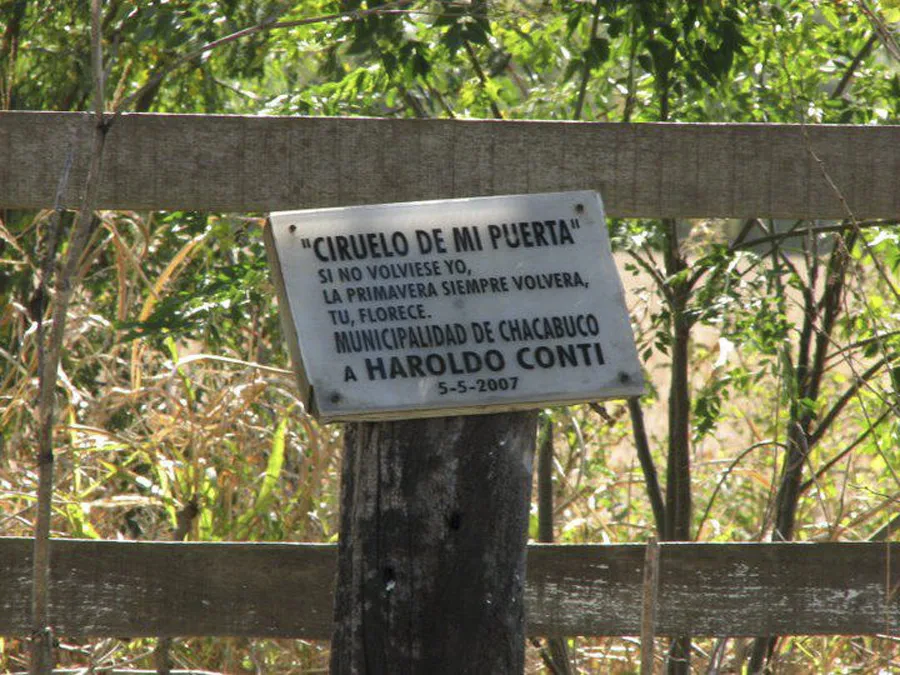 "CIRUELO DE MI PUERTA"
SI NO VOLVIESE YO,
LA PRIMAVERA SIEMPRE VOLVERA,
TU, FLORECE.
MUNICIPALIDAD DE CHACABUCO
A HAROLDO CONTI
5-5-2007